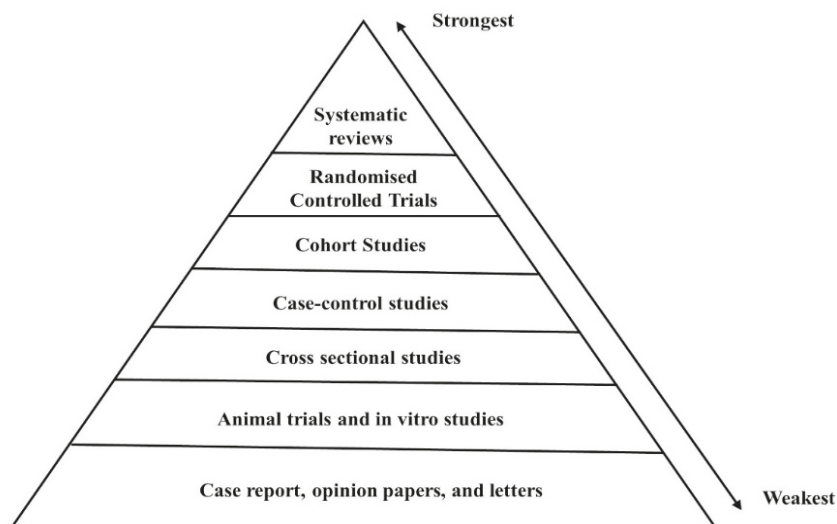 Strongest
Systematic
reviews
Randomised
Controlled Trials
Cohort Studies
Case-control studies
Cross sectional studies
Animal trials and in vitro studies
Case report, opinion papers, and letters
Weakest